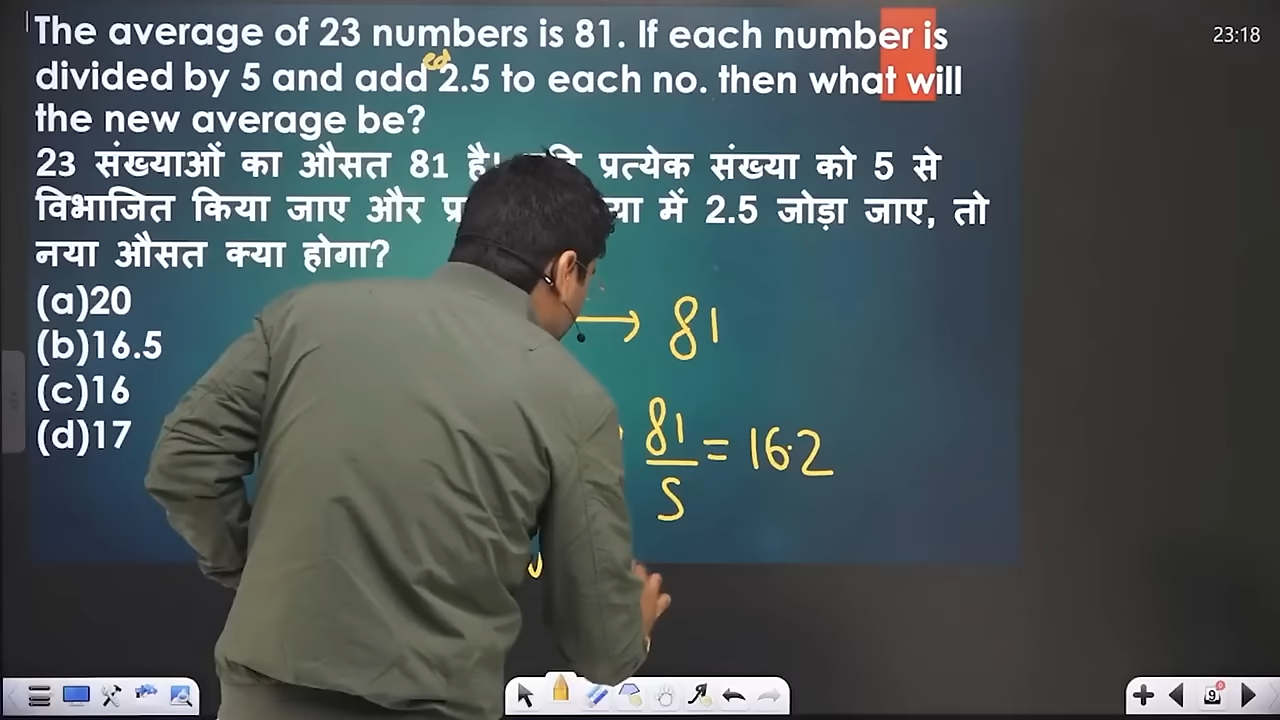 The average of 23 numbers is 81. If each number is
divided by 5 and add ed 2.5 to each no. then what will
the new average be?
23 संख्याओं का औसत 81 है। प्रत्येक संख्या को 5 से
विभाजित किया जाए और में 2.5 जोड़ा जाए, तो
नया औसत क्या होगा?
(a)20
(b)16.5
(c)16
(d)17
→ 81
81/5 = 16.2
23:18
9